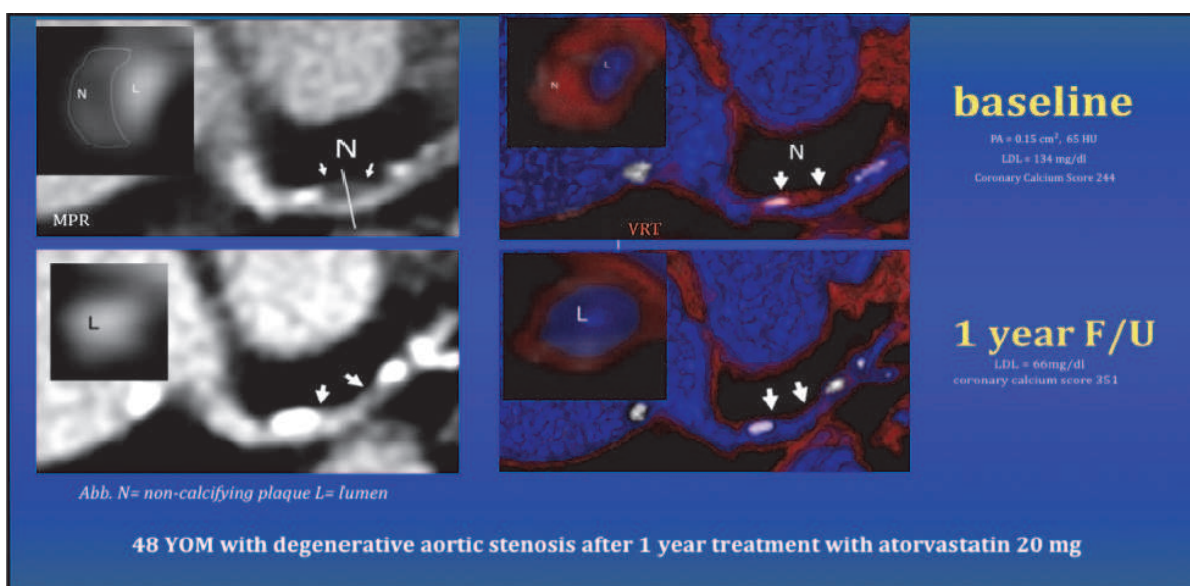 N
L
N
MPR
L
N
N
VRT
baseline
PA = 0.15 cm², 65 HU
LDL = 134 mg/dl
Coronary Calcium Score 244
L
L
1 year F/U
LDL = 66mg/dl
coronary calcium score 351
Abb. N= non-calcifying plaque L= lumen
48 YOM with degenerative aortic stenosis after 1 year treatment with atorvastatin 20 mg